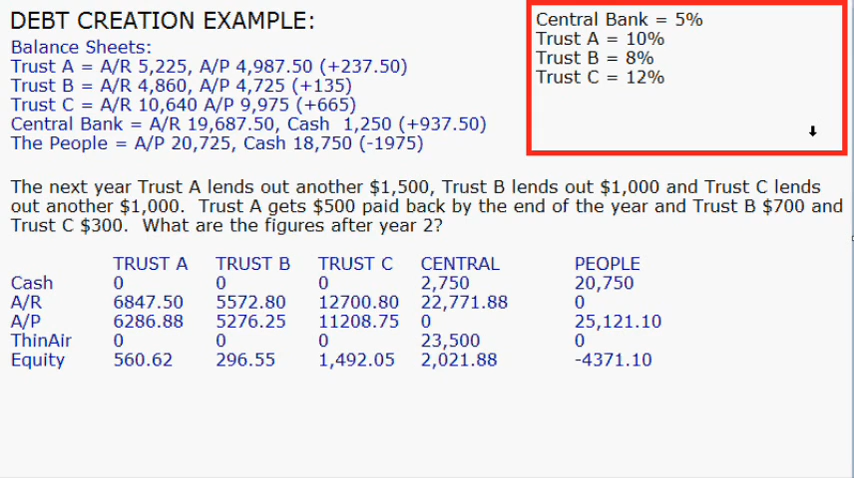 DEBT CREATION EXAMPLE:
Balance Sheets:
Trust A = A/R 5,225, A/P 4,987.50 (+237.50)
Trust B = A/R 4,860, A/P 4,725 (+135)
Trust C = A/R 10,640 A/P 9,975 (+665)
Central Bank = A/R 19,687.50, Cash  1,250 (+937.50)
The People = A/P 20,725, Cash 18,750 (-1975)
Central Bank = 5%
Trust A = 10%
Trust B = 8%
Trust C = 12%
The next year Trust A lends out another $1,500, Trust B lends out $1,000 and Trust C lends
out another $1,000.  Trust A gets $500 paid back by the end of the year and Trust B $700 and
Trust C $300.  What are the figures after year 2?
TRUST A TRUST B TRUST C CENTRAL PEOPLE
Cash 0 0 0 2,750 20,750
A/R 6847.50 5572.80 12700.80 22,771.88 0
A/P 6286.88 5276.25 11208.75 0 25,121.10
ThinAir 0 0 0 23,500 0
Equity 560.62 296.55 1,492.05 2,021.88 -4371.10